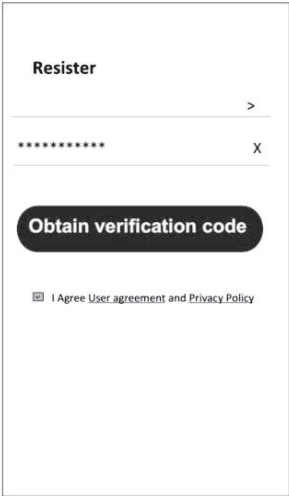 Resister
>
***********
X
Obtain verification code
I Agree User agreement and Privacy Policy